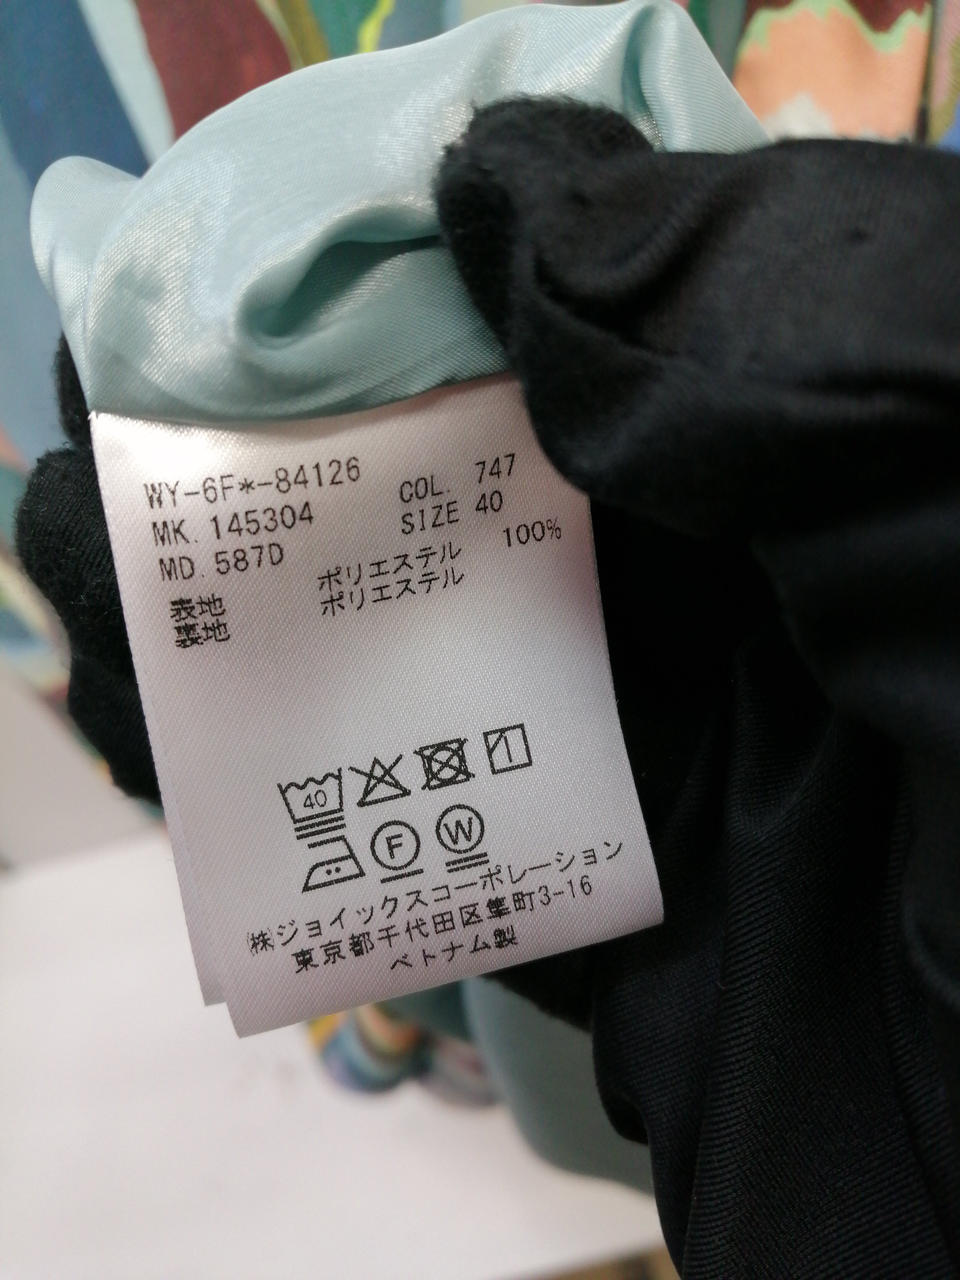 WY-6F*-84126
COL. 747
MK. 145304
SIZE 40
MD. 587D
表地 ポリエステル 100%
裏地 ポリエステル
40
F W
㈱ジョイックスコーポレーション
東京都千代田区隼町3-16
ベトナム製